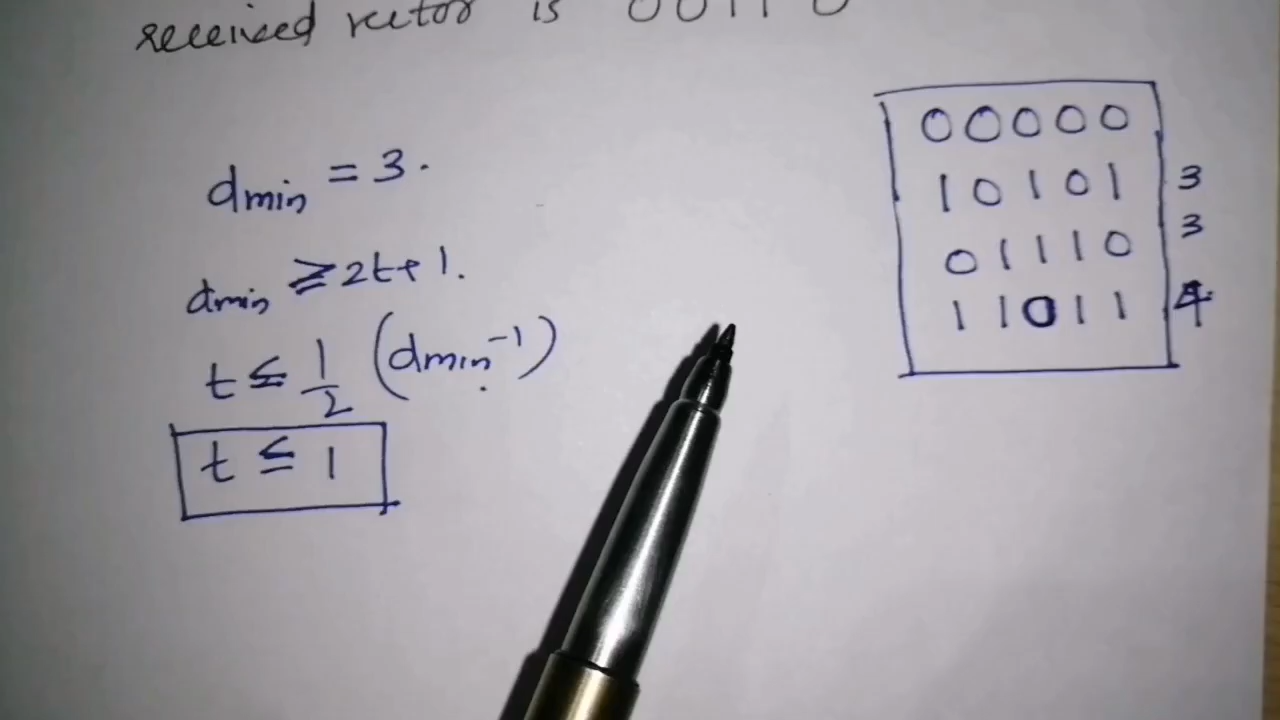 received vector is 00110
dmin = 3.
dmin ≥ 2t+1.
t ≤ 1/2 (dmin-1)
t ≤ 1
0 0 0 0 0
1 0 1 0 1 3
0 1 1 1 0 3
1 1 0 1 1 4